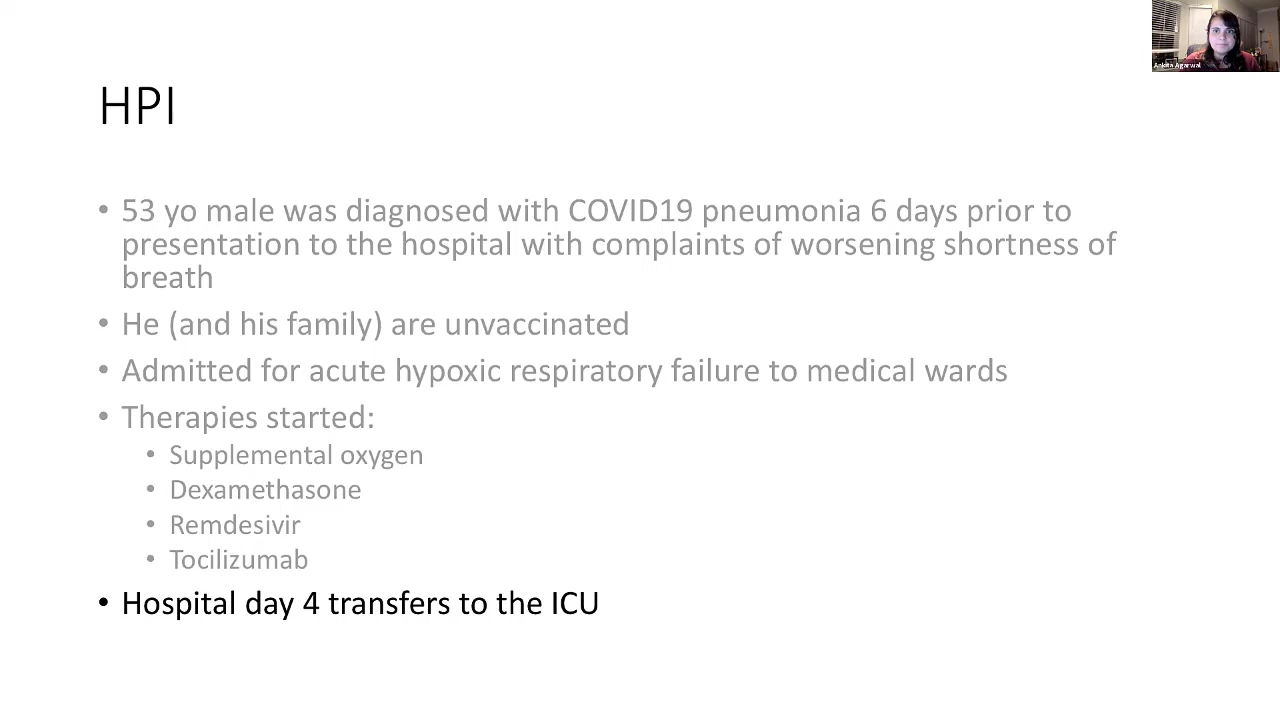 Ankita Agarwal
HPI
• 53 yo male was diagnosed with COVID19 pneumonia 6 days prior to
presentation to the hospital with complaints of worsening shortness of
breath
• He (and his family) are unvaccinated
• Admitted for acute hypoxic respiratory failure to medical wards
• Therapies started:
• Supplemental oxygen
• Dexamethasone
• Remdesivir
• Tocilizumab
• Hospital day 4 transfers to the ICU